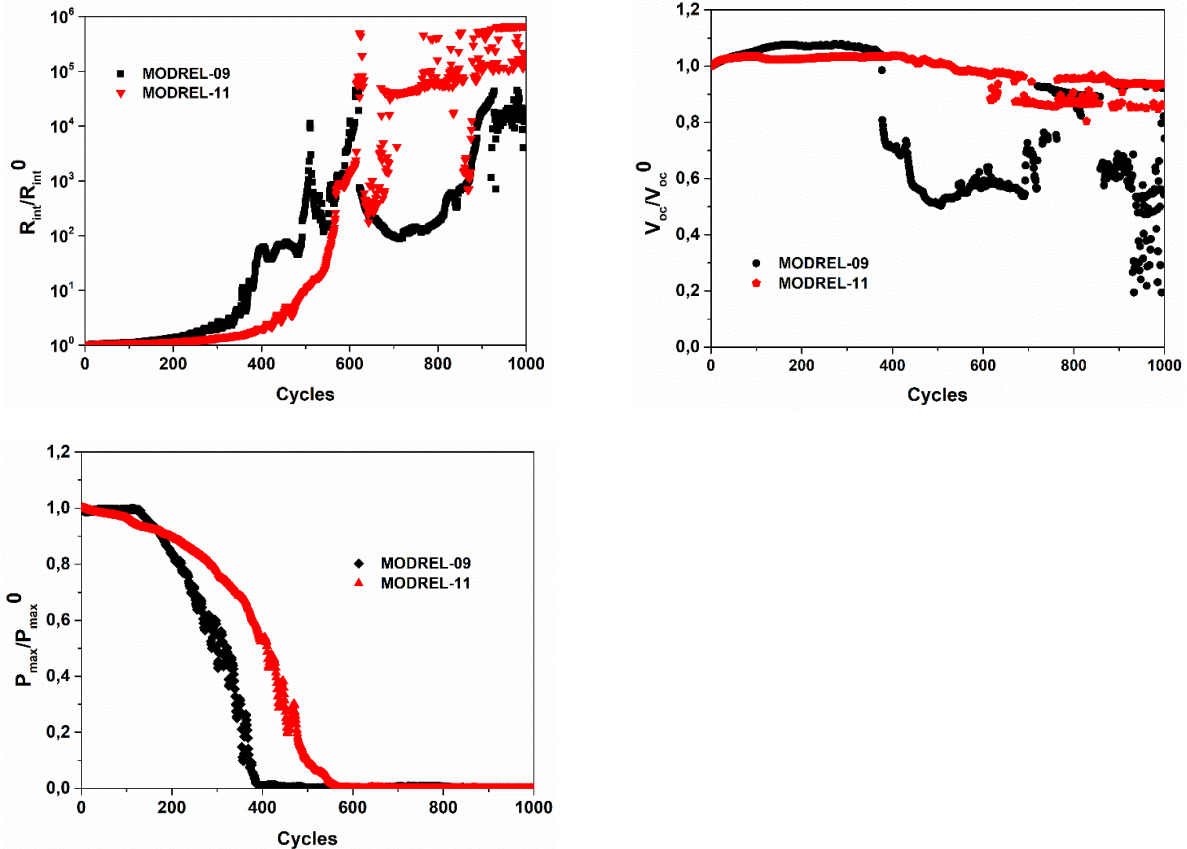 10^6
10^5
10^4
10^3
10^2
10^1
10^0
R_int/R_int^0
MODREL-09
MODREL-11
0 200 400 600 800 1000
Cycles
1,2
1,0
0,8
0,6
0,4
0,2
0,0
V_oc/V_oc^0
MODREL-09
MODREL-11
0 200 400 600 800 1000
Cycles
1,2
1,0
0,8
0,6
0,4
0,2
0,0
P_max/P_max^0
MODREL-09
MODREL-11
0 200 400 600 800 1000
Cycles